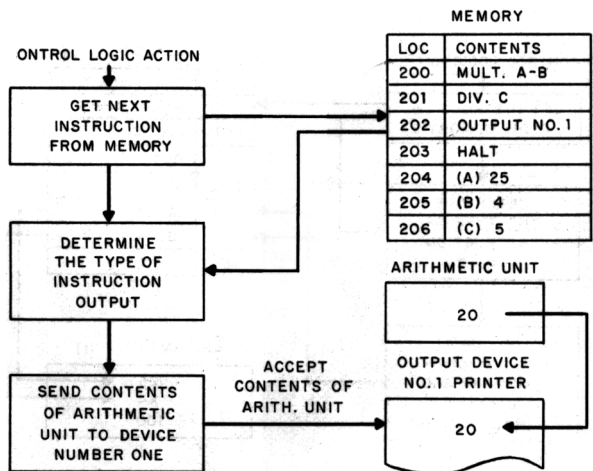 MEMORY
ONTROL LOGIC ACTION
LOC CONTENTS
200 MULT. A-B
201 DIV. C
202 OUTPUT NO. 1
203 HALT
204 (A) 25
205 (B) 4
206 (C) 5
GET NEXT
INSTRUCTION
FROM MEMORY
DETERMINE
THE TYPE OF
INSTRUCTION
OUTPUT
ARITHMETIC UNIT
20
SEND CONTENTS
OF ARITHMETIC
UNIT TO DEVICE
NUMBER ONE
ACCEPT
CONTENTS OF
ARITH. UNIT
OUTPUT DEVICE
NO. 1 PRINTER
20